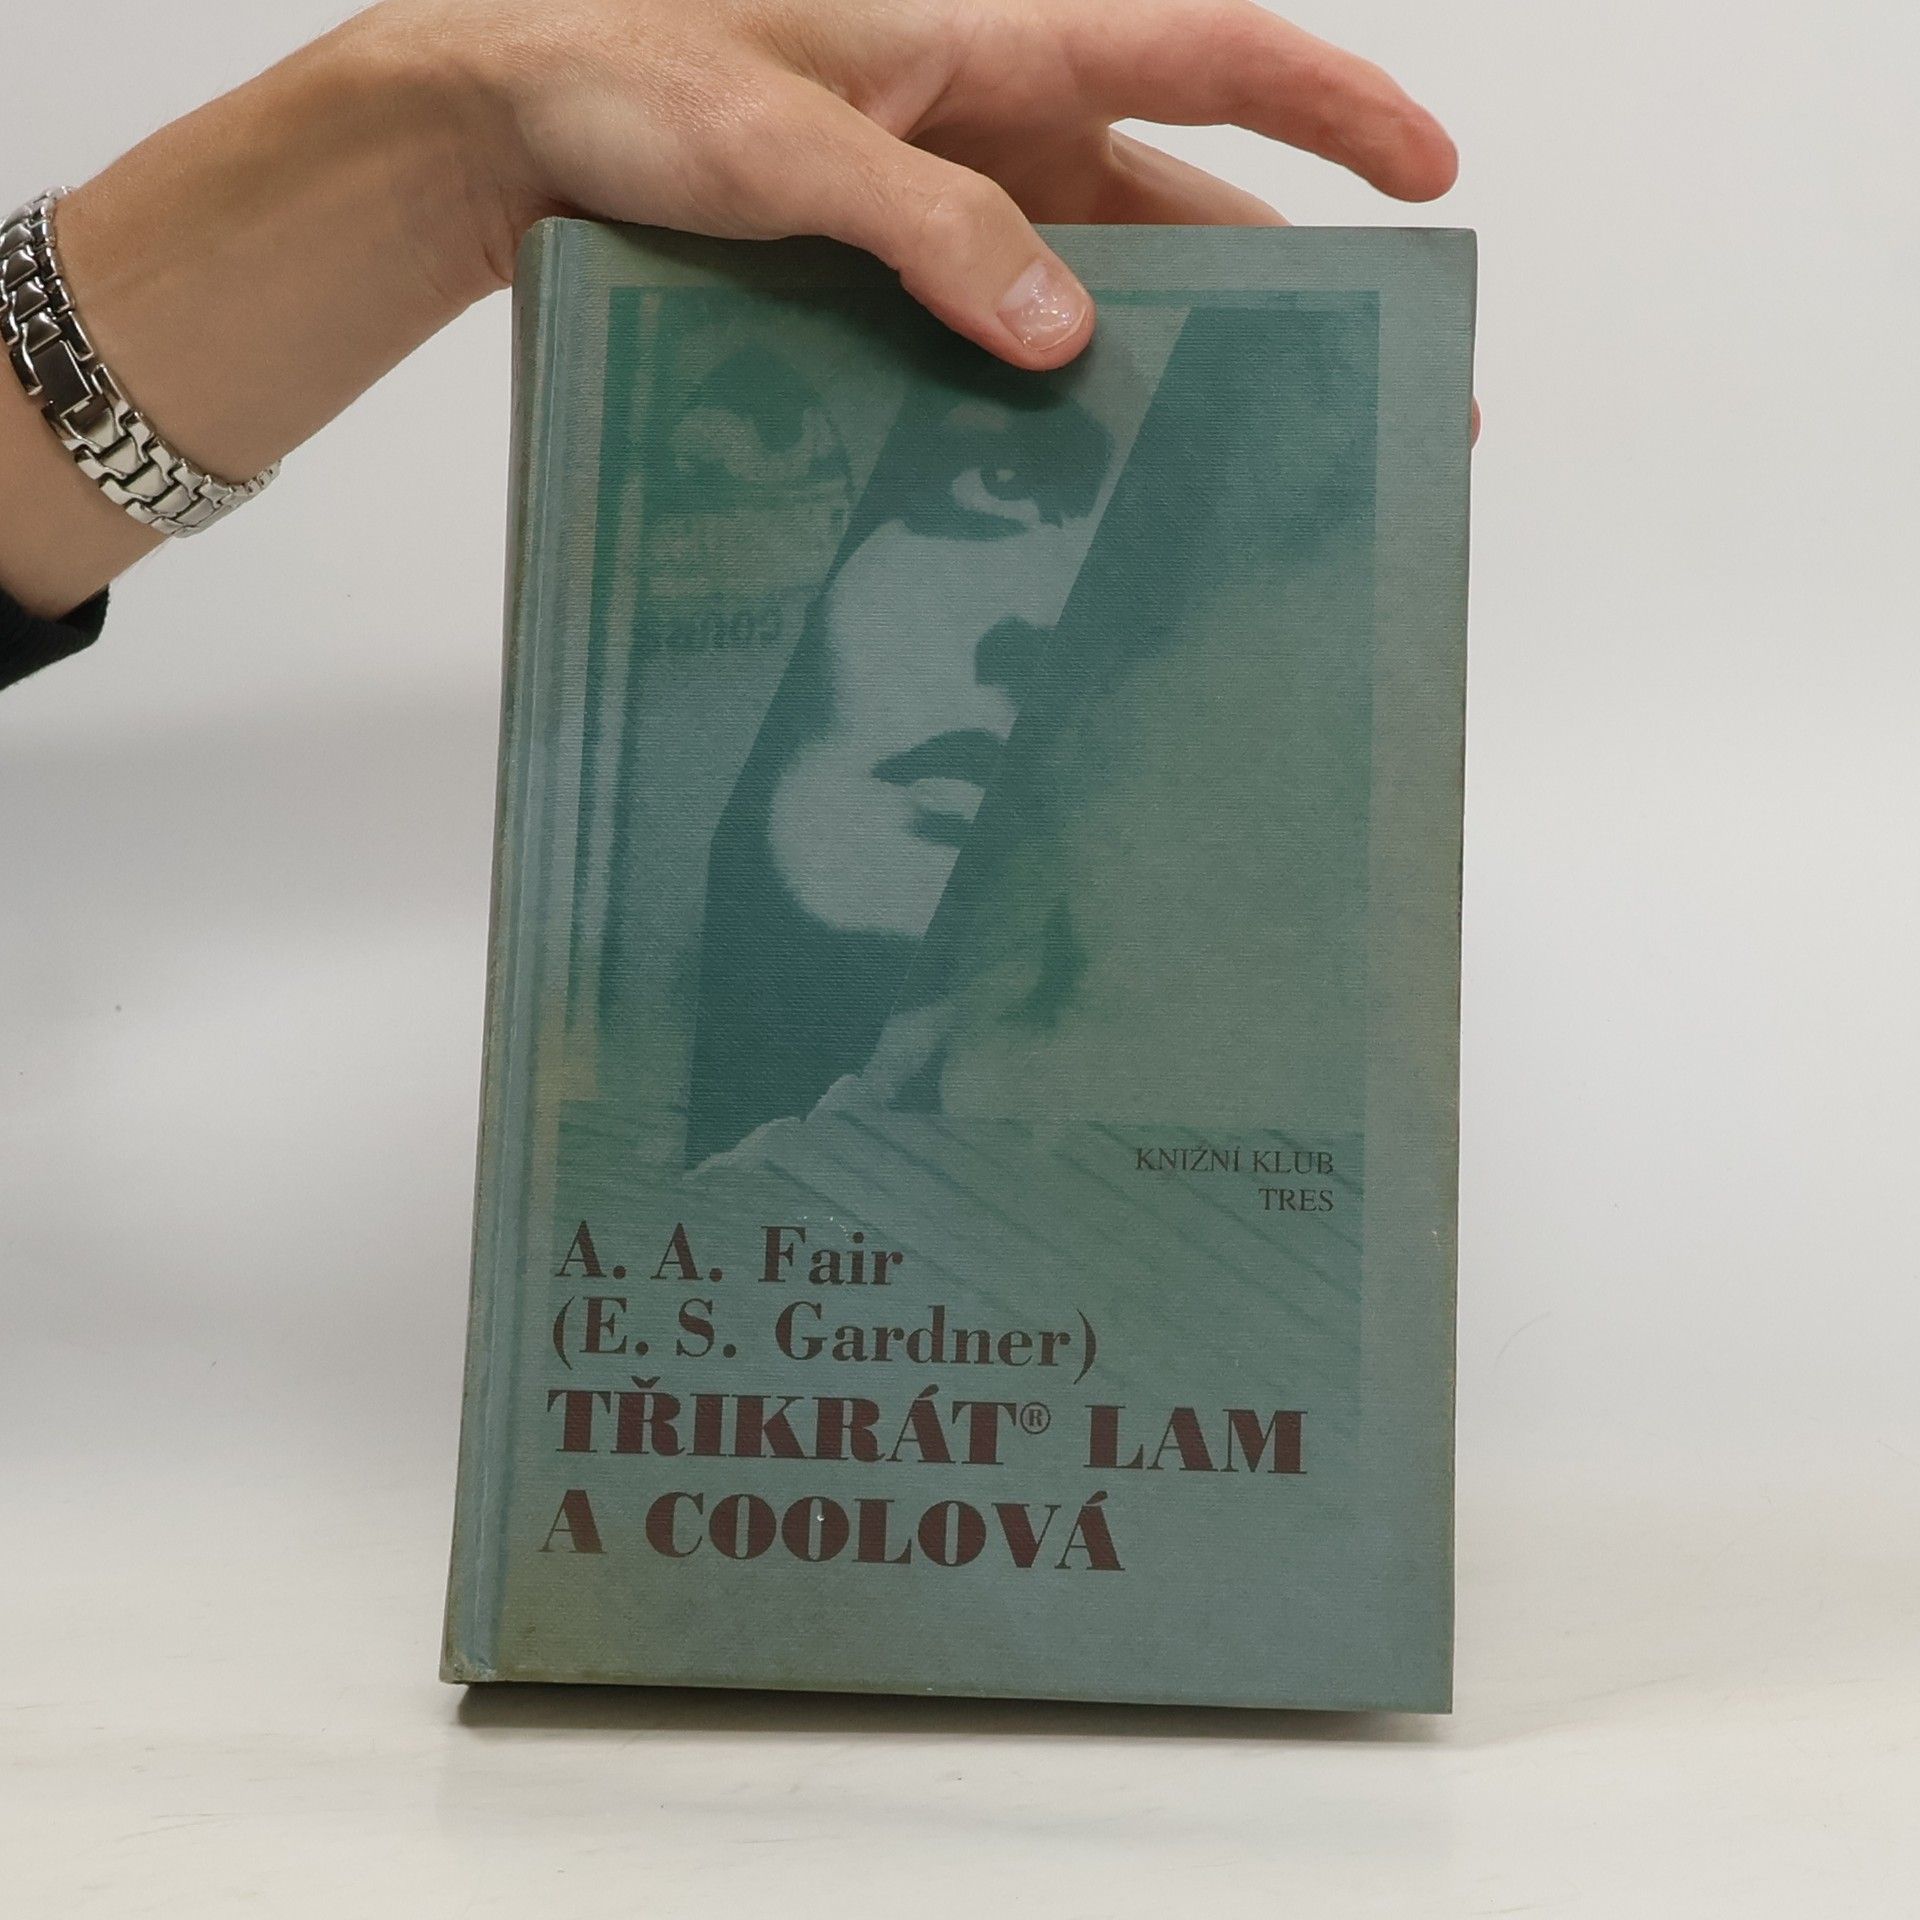 KNIŽNÍ KLUB
TRES
A. A. Fair
(E. S. Gardner)
TŘIKRÁT® LAM
A COOLOVÁ